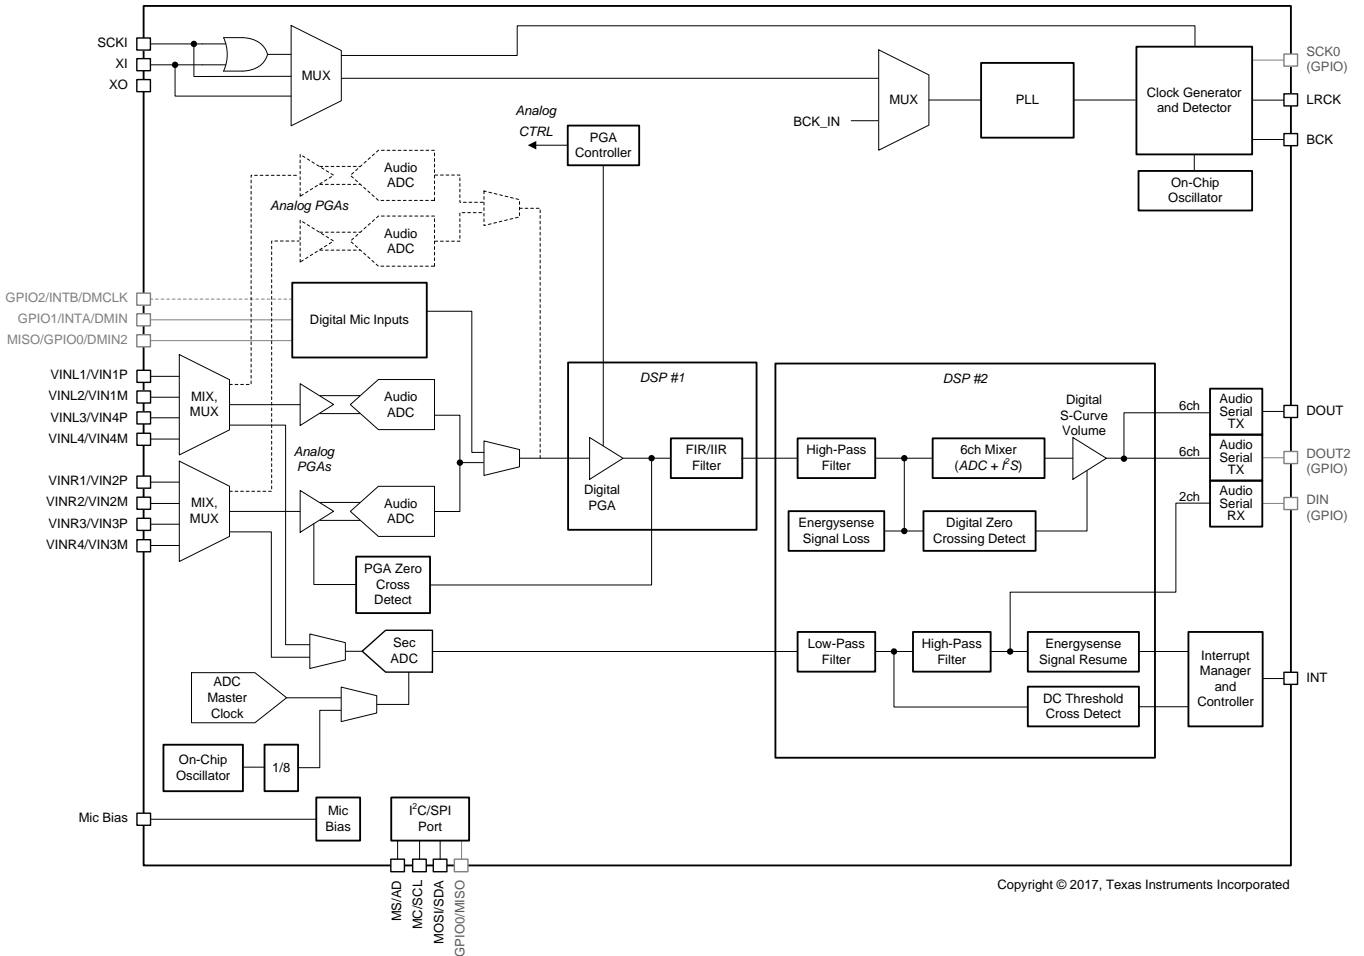 SCKI
XI
XO
MUX
BCK_IN
MUX
PLL
Clock Generator
and Detector
SCK0
(GPIO)
LRCK
BCK
On-Chip
Oscillator
Analog
CTRL
PGA
Controller
Audio
ADC
Analog PGAs
Audio
ADC
GPIO2/INTB/DMCLK
GPIO1/INTA/DMIN
MISO/GPIO0/DMIN2
Digital Mic Inputs
VINL1/VIN1P
VINL2/VIN1M
VINL3/VIN4P
VINL4/VIN4M
MIX,
MUX
Audio
ADC
Analog
PGAs
VINR1/VIN2P
VINR2/VIN2M
VINR3/VIN3P
VINR4/VIN3M
MIX,
MUX
Audio
ADC
PGA Zero
Cross
Detect
DSP #1
Digital
PGA
FIR/IIR
Filter
DSP #2
High-Pass
Filter
6ch Mixer
(ADC + I²S)
Digital
S-Curve
Volume
Energysense
Signal Loss
Digital Zero
Crossing Detect
6ch
Audio
Serial
TX
DOUT
6ch
Audio
Serial
TX
DOUT2
(GPIO)
2ch
Audio
Serial
RX
DIN
(GPIO)
Sec
ADC
Low-Pass
Filter
High-Pass
Filter
Energysense
Signal Resume
DC Threshold
Cross Detect
Interrupt
Manager
and
Controller
INT
ADC
Master
Clock
On-Chip
Oscillator
1/8
Mic Bias
Mic
Bias
I²C/SPI
Port
MS/AD
MC/SCL
MOSI/SDA
GPIO0/MISO
Copyright © 2017, Texas Instruments Incorporated